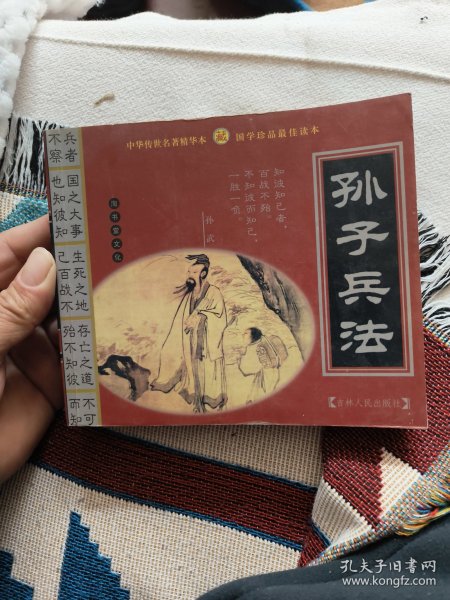 中华传世名著精华本 藏 国学珍品最佳读本
孙子兵法
【吉林人民出版社】
知彼知己者，
百战不殆。
不知彼而知己，
一胜一负。
孙武
淘书堂文化
兵者国之大事生死之地存亡之道不可
不察也知彼知己百战不殆不知彼而知
孔夫子旧书网
www.kongfz.com